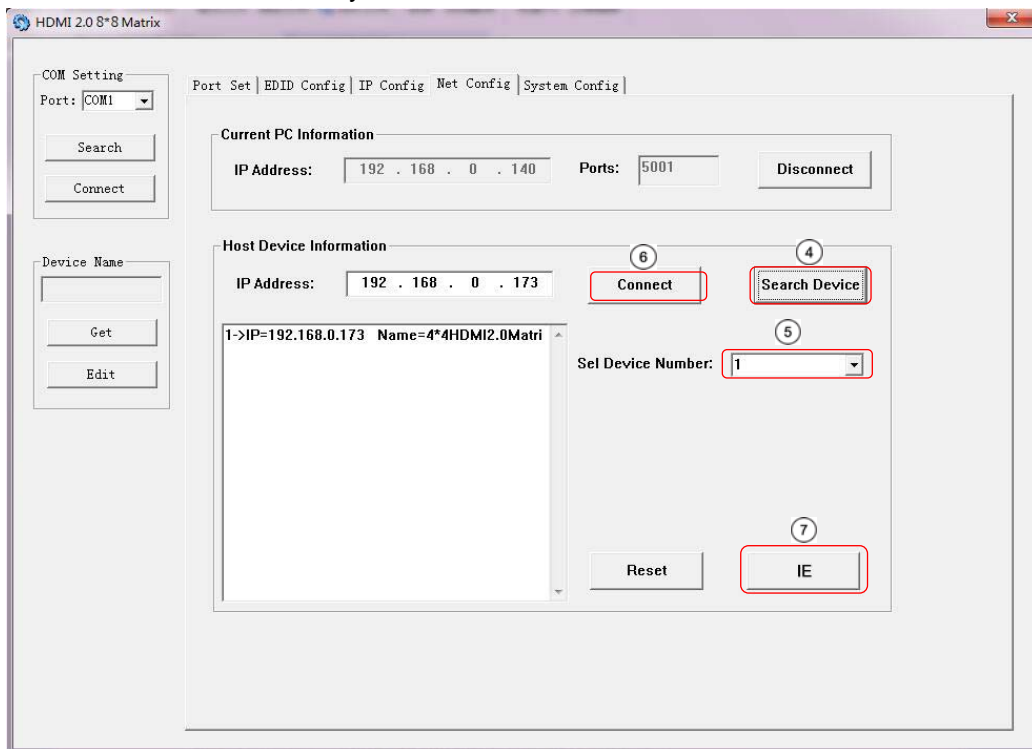 HDMI 2.0 8*8 Matrix
COM Setting
Port: COM1
Search
Connect
Device Name
Get
Edit
Port Set EDID Config IP Config Net Config System Config
Current PC Information
IP Address: 192 . 168 . 0 . 140 Ports: 5001 Disconnect
Host Device Information
6 4
IP Address: 192 . 168 . 0 . 173 Connect Search Device
1->IP=192.168.0.173 Name=4*4HDMI2.0Matri
5
Sel Device Number: 1
7
Reset IE